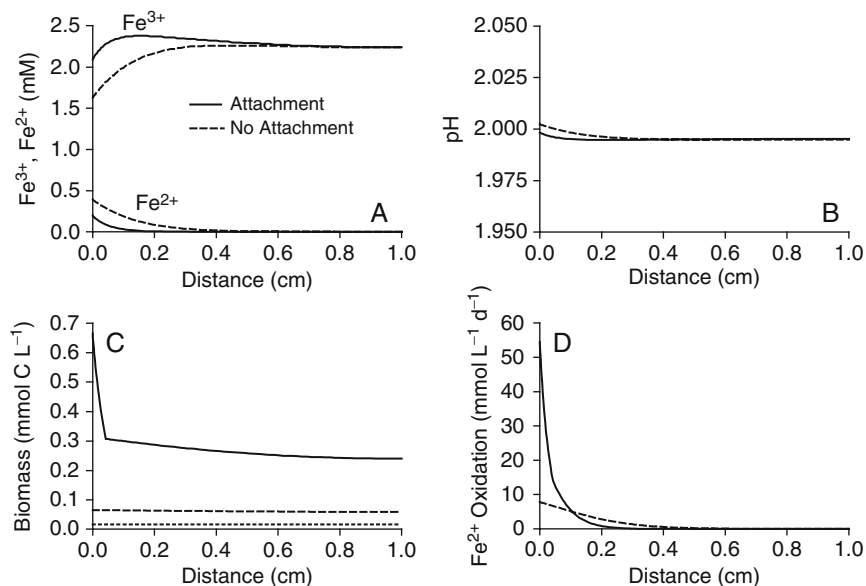 Fe³⁺
Fe³⁺, Fe²⁺ (mM)
2.5
2.0
1.5
1.0
0.5
0.0
Attachment
No Attachment
Fe²⁺
A
0.0 0.2 0.4 0.6 0.8 1.0
Distance (cm)
pH
2.050
2.025
2.000
1.975
1.950
B
0.0 0.2 0.4 0.6 0.8 1.0
Distance (cm)
Biomass (mmol C L⁻¹)
0.7
0.6
0.5
0.4
0.3
0.2
0.1
0.0
C
0.0 0.2 0.4 0.6 0.8 1.0
Distance (cm)
Fe²⁺ Oxidation (mmol L⁻¹ d⁻¹)
60
50
40
30
20
10
0
D
0.0 0.2 0.4 0.6 0.8 1.0
Distance (cm)